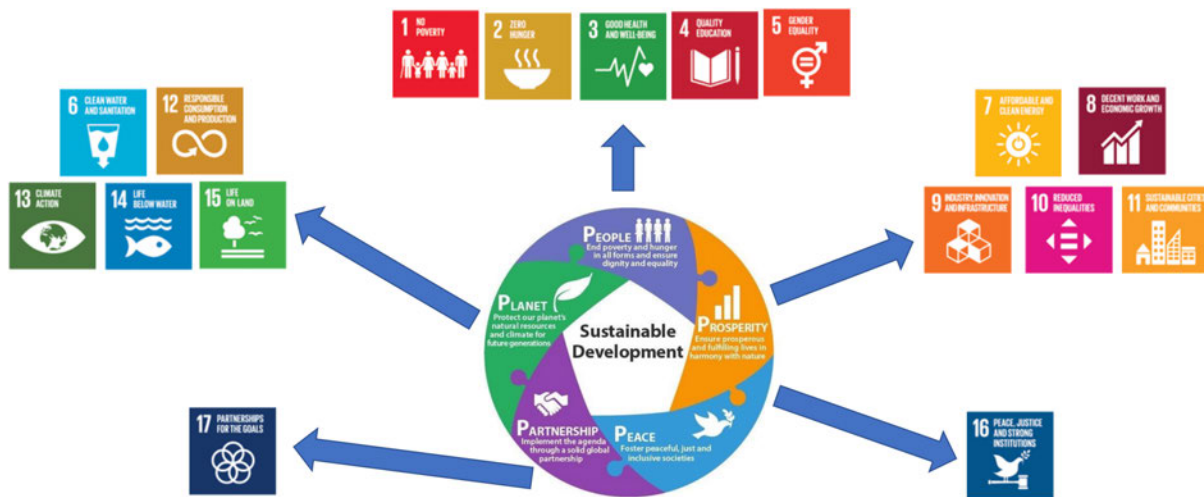 1 NO
POVERTY
2 ZERO
HUNGER
3 GOOD HEALTH
AND WELL-BEING
4 QUALITY
EDUCATION
5 GENDER
EQUALITY
6 CLEAN WATER
AND SANITATION
12 RESPONSIBLE
CONSUMPTION
AND PRODUCTION
13 CLIMATE
ACTION
14 LIFE
BELOW WATER
15 LIFE
ON LAND
7 AFFORDABLE AND
CLEAN ENERGY
8 DECENT WORK AND
ECONOMIC GROWTH
9 INDUSTRY, INNOVATION
AND INFRASTRUCTURE
10 REDUCED
INEQUALITIES
11 SUSTAINABLE CITIES
AND COMMUNITIES
PEOPLE
End poverty and hunger
in all forms and ensure
dignity and equality
PLANET
Protect our planet's
natural resources
and climate for
future generations
Sustainable
Development
PROSPERITY
Ensure prosperous
and fulfilling lives in
harmony with nature
PARTNERSHIP
Implement the agenda
through a solid global
partnership
PEACE
Foster peaceful, just and
inclusive societies
17 PARTNERSHIPS
FOR THE GOALS
16 PEACE, JUSTICE
AND STRONG
INSTITUTIONS